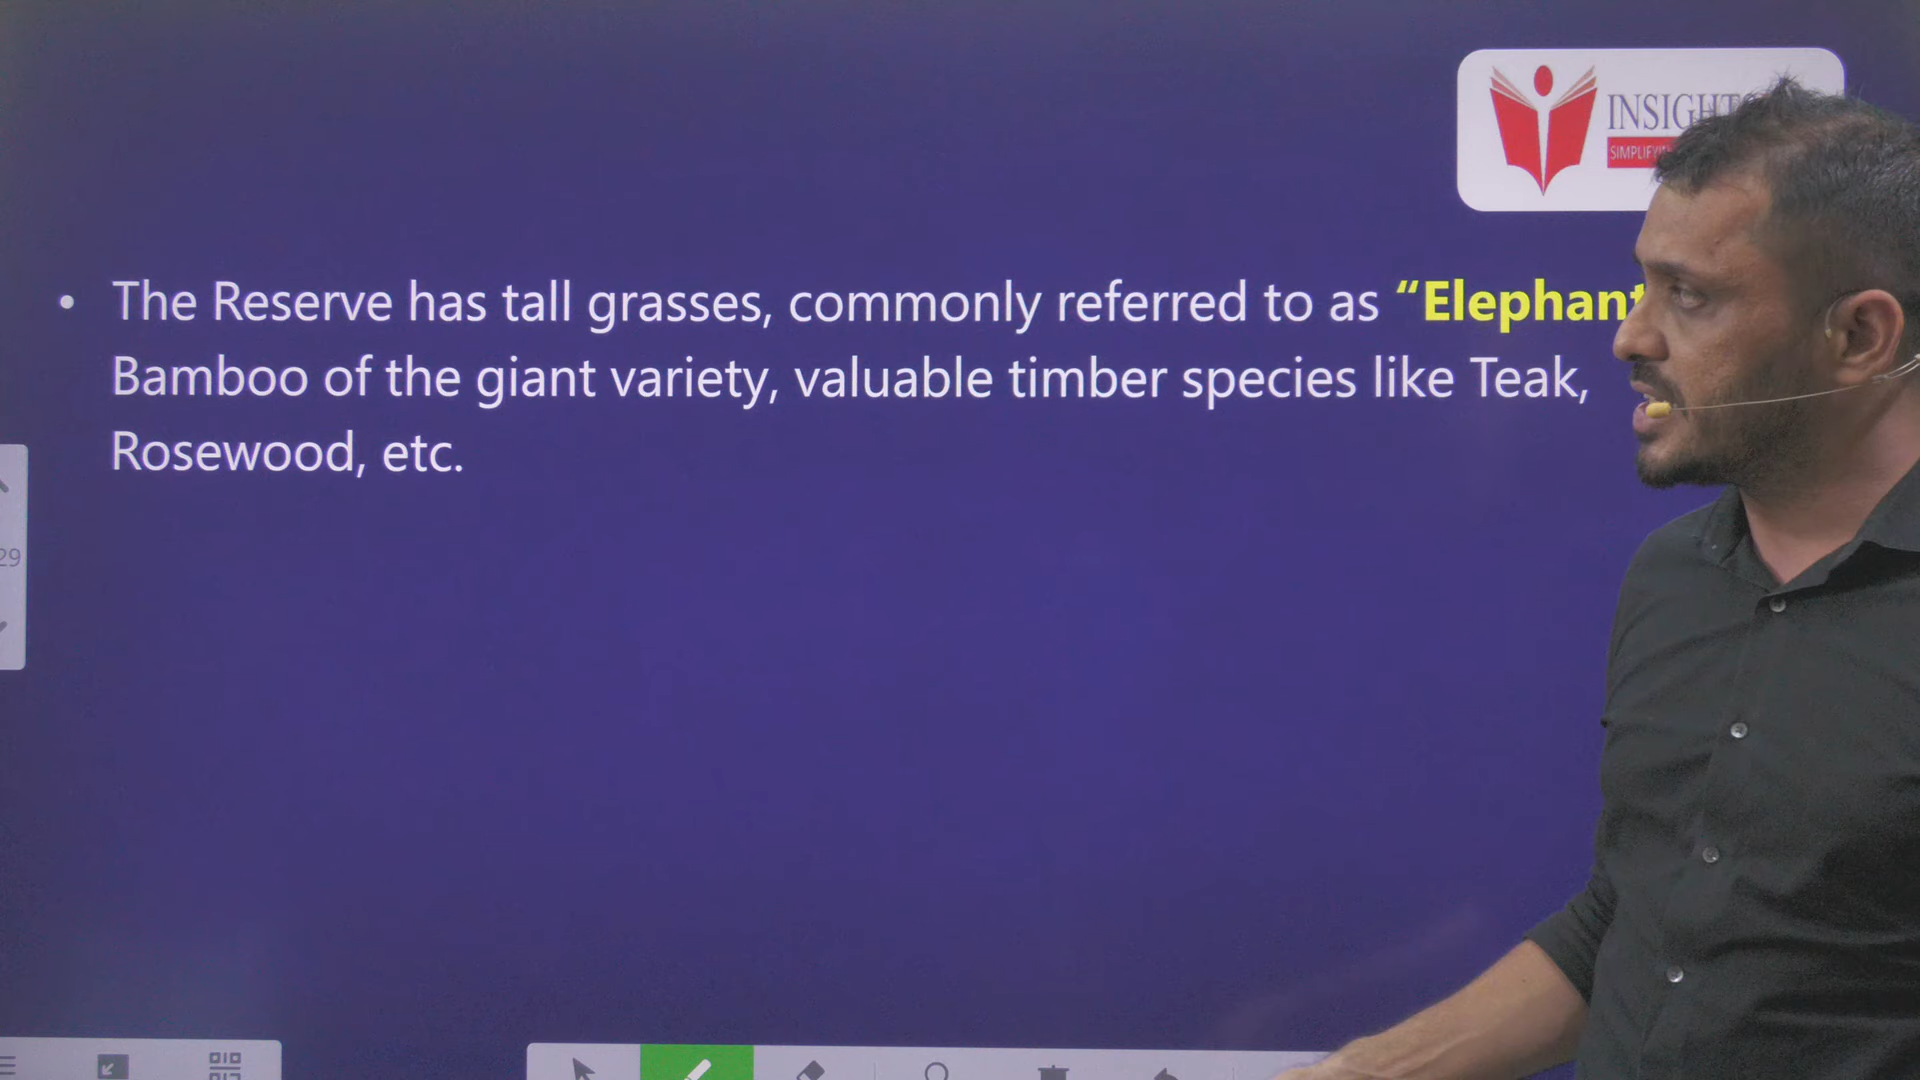 INSIGHT
SIMPLIFYI
• The Reserve has tall grasses, commonly referred to as “Elephant
Bamboo of the giant variety, valuable timber species like Teak,
Rosewood, etc.
29